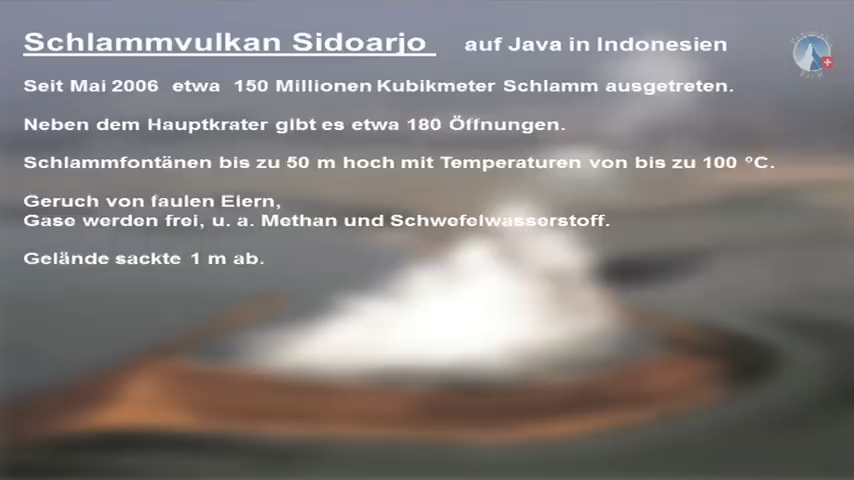 Schlammvulkan Sidoarjo auf Java in Indonesien
Seit Mai 2006 etwa 150 Millionen Kubikmeter Schlamm ausgetreten.
Neben dem Hauptkrater gibt es etwa 180 Öffnungen.
Schlammfontänen bis zu 50 m hoch mit Temperaturen von bis zu 100 °C.
Geruch von faulen Eiern,
Gase werden frei, u. a. Methan und Schwefelwasserstoff.
Gelände sackte 1 m ab.